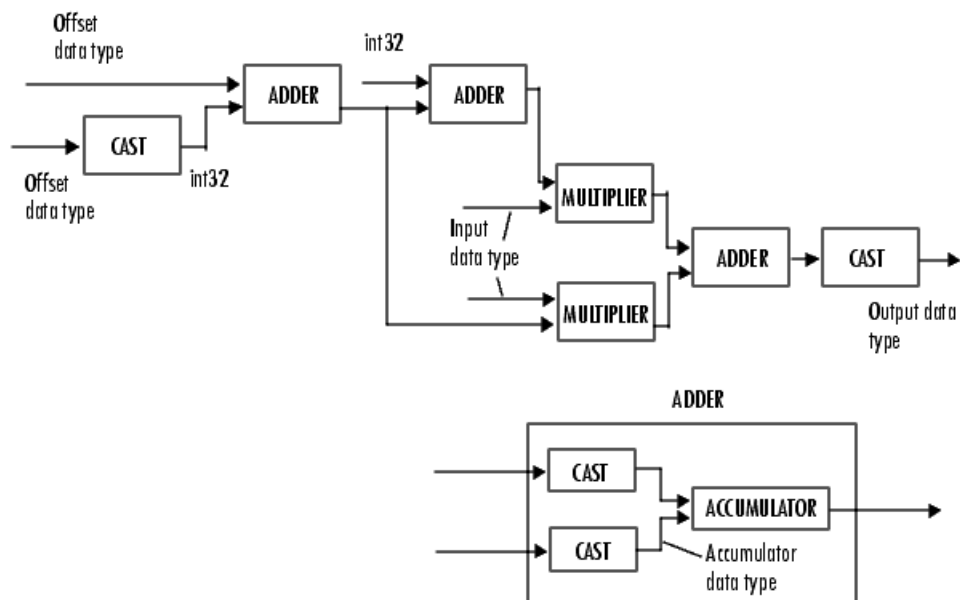 Offset
data type
int32
ADDER
ADDER
CAST
Offset
data type
int32
MULTIPLIER
Input
data type
ADDER
CAST
MULTIPLIER
Output data
type
ADDER
CAST
ACCUMULATOR
CAST
Accumulator
data type